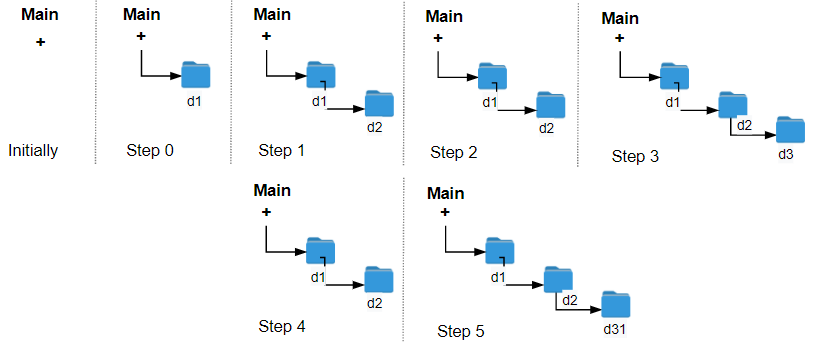 Main
+
Initially
Main
+
d1
Step 0
Main
+
d1
d2
Step 1
Main
+
d1
d2
Step 2
Main
+
d1
d2
d3
Step 3
Main
+
d1
d2
Step 4
Main
+
d1
d2
d31
Step 5